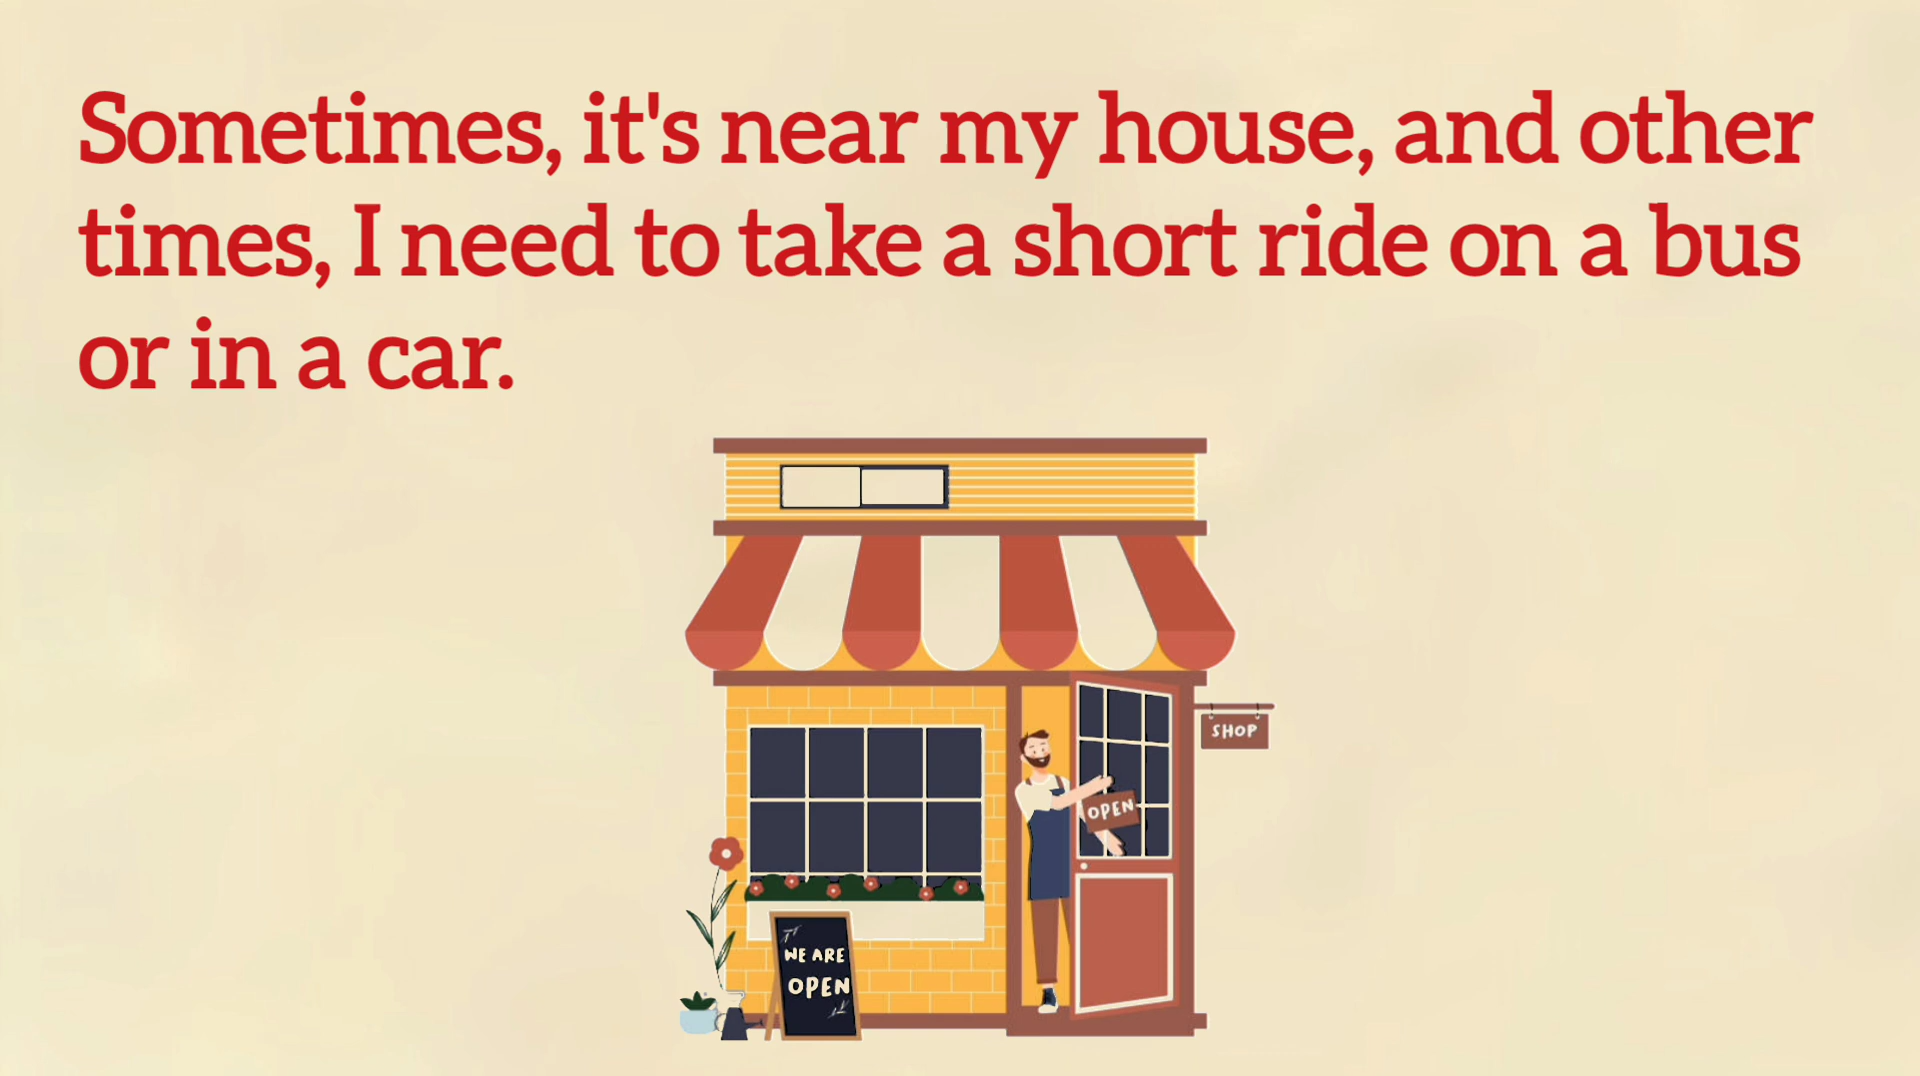 Sometimes, it's near my house, and other
times, I need to take a short ride on a bus
or in a car.
SHOP
OPEN
WE ARE
OPEN